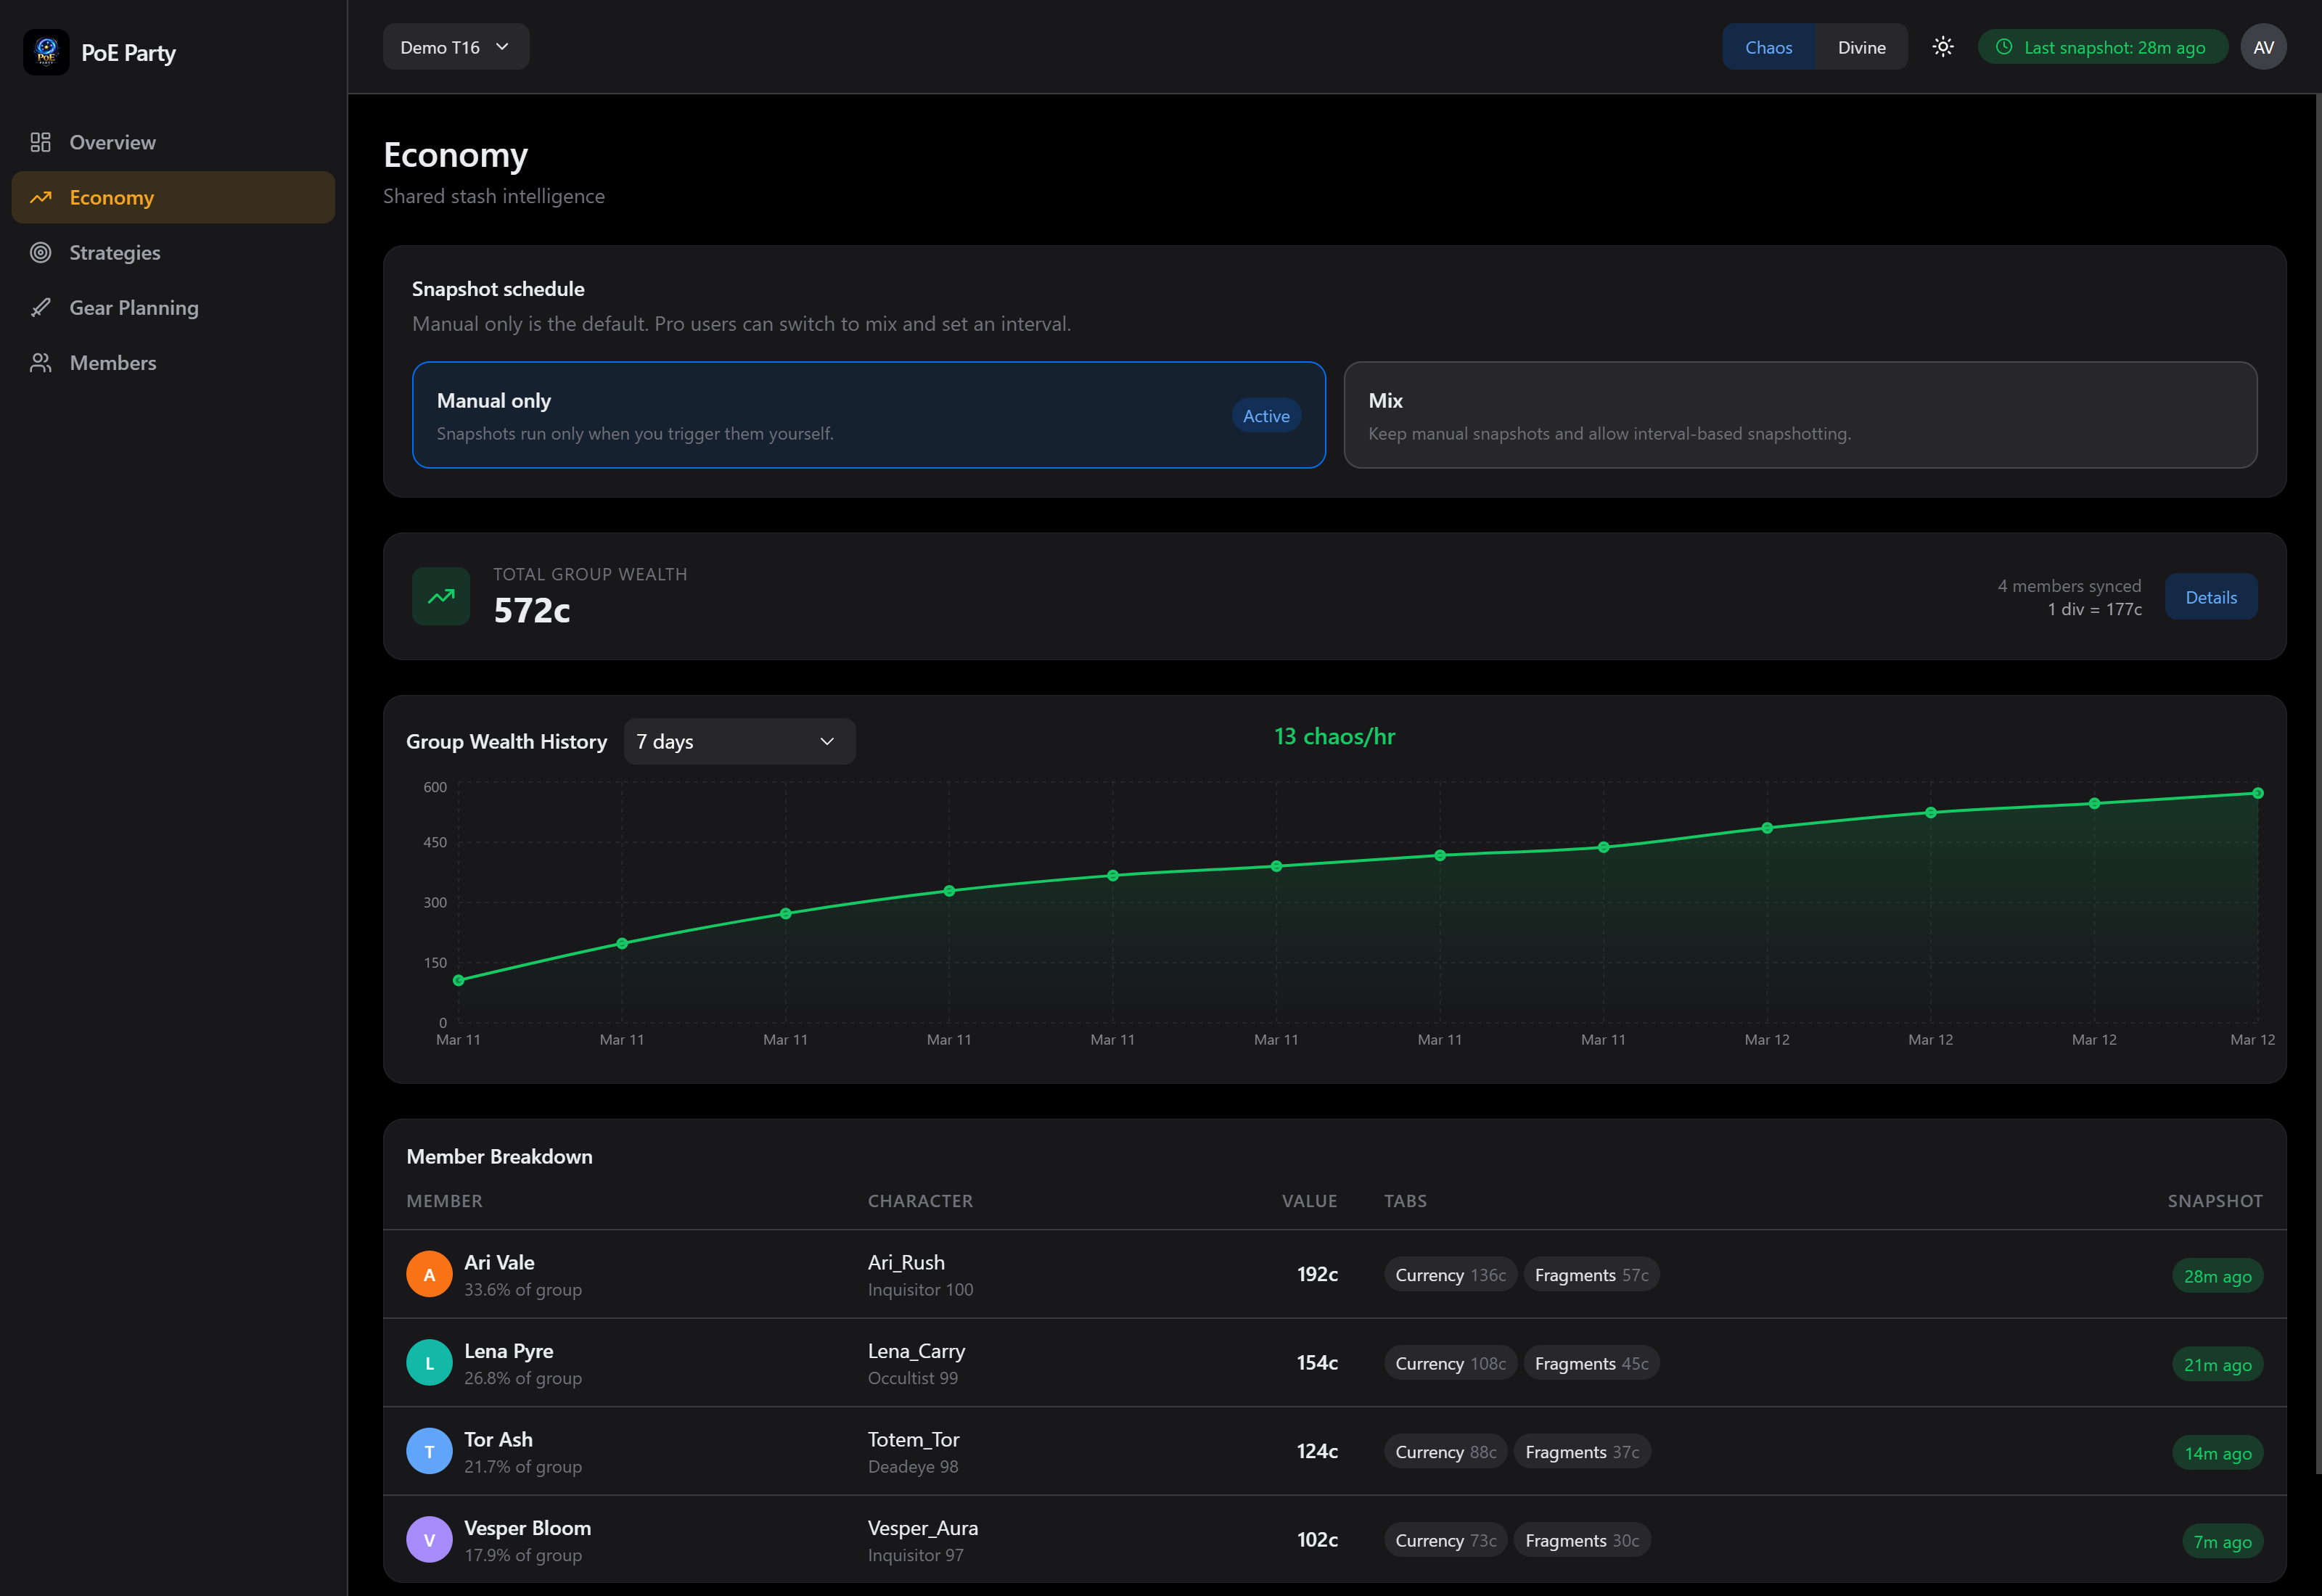 PoE Party
Overview
Economy
Strategies
Gear Planning
Members
Demo T16
Chaos
Divine
Last snapshot: 28m ago
AV
Economy
Shared stash intelligence
Snapshot schedule
Manual only is the default. Pro users can switch to mix and set an interval.
Manual only
Snapshots run only when you trigger them yourself.
Active
Mix
Keep manual snapshots and allow interval-based snapshotting.
TOTAL GROUP WEALTH
572c
4 members synced
1 div = 177c
Details
Group Wealth History
7 days
13 chaos/hr
600
450
300
150
0
Mar 11
Mar 11
Mar 11
Mar 11
Mar 11
Mar 11
Mar 11
Mar 11
Mar 12
Mar 12
Mar 12
Mar 12
Member Breakdown
MEMBER CHARACTER VALUE TABS SNAPSHOT
A
Ari Vale
33.6% of group
Ari_Rush
Inquisitor 100
192c
Currency 136c
Fragments 57c
28m ago
L
Lena Pyre
26.8% of group
Lena_Carry
Occultist 99
154c
Currency 108c
Fragments 45c
21m ago
T
Tor Ash
21.7% of group
Totem_Tor
Deadeye 98
124c
Currency 88c
Fragments 37c
14m ago
V
Vesper Bloom
17.9% of group
Vesper_Aura
Inquisitor 97
102c
Currency 73c
Fragments 30c
7m ago